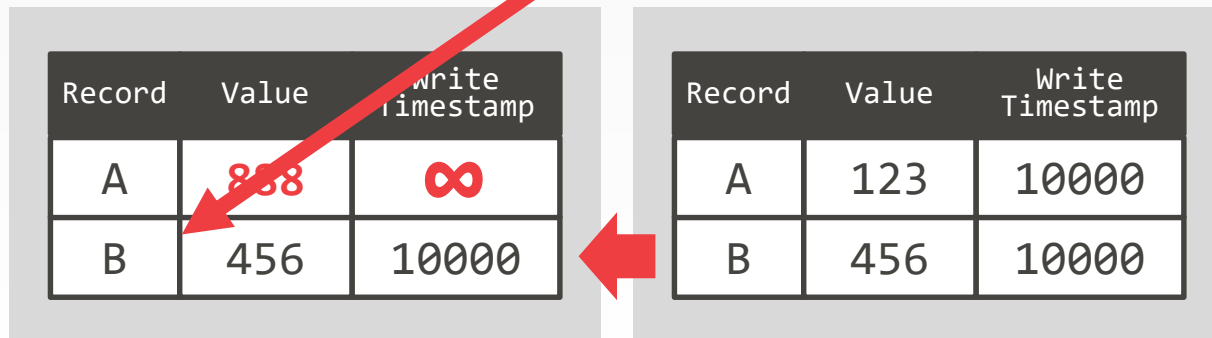 Record Value Write Timestamp
A 888 ∞
B 456 10000
Record Value Write Timestamp
A 123 10000
B 456 10000